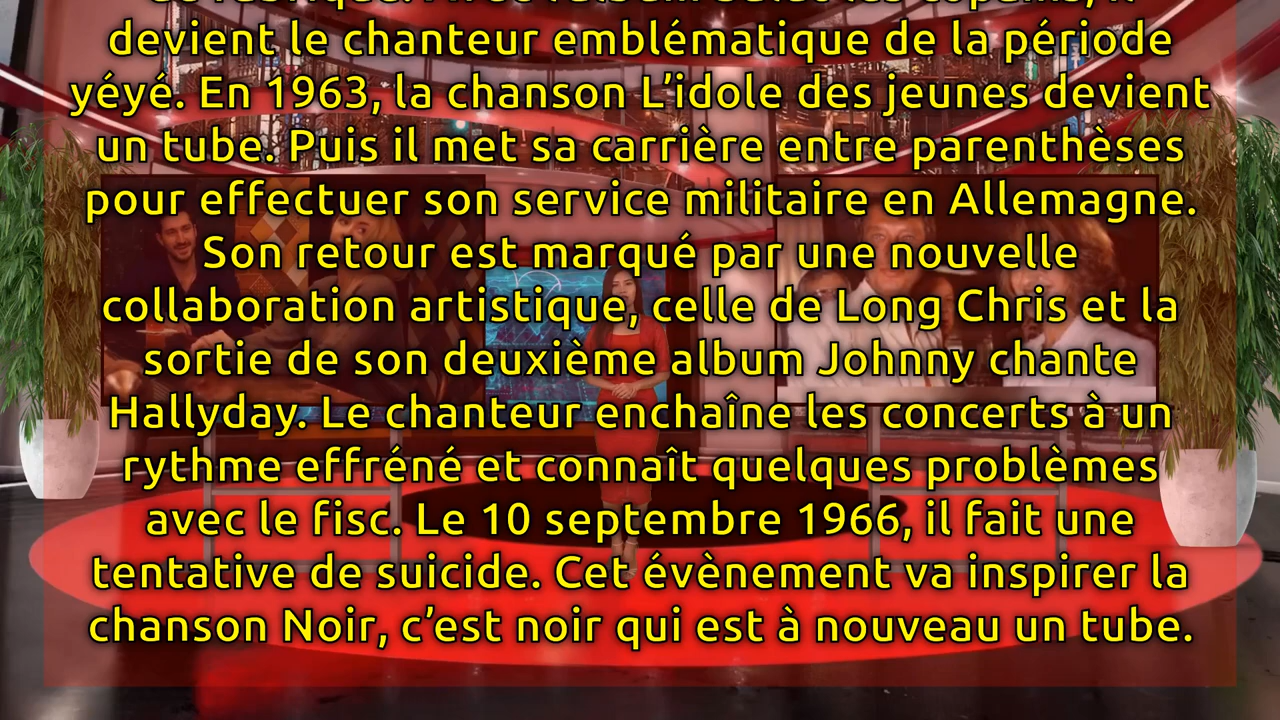 devient le chanteur emblématique de la période
yéyé. En 1963, la chanson L’idole des jeunes devient
un tube. Puis il met sa carrière entre parenthèses
pour effectuer son service militaire en Allemagne.
Son retour est marqué par une nouvelle
collaboration artistique, celle de Long Chris et la
sortie de son deuxième album Johnny chante
Hallyday. Le chanteur enchaîne les concerts à un
rythme effréné et connaît quelques problèmes
avec le fisc. Le 10 septembre 1966, il fait une
tentative de suicide. Cet évènement va inspirer la
chanson Noir, c’est noir qui est à nouveau un tube.